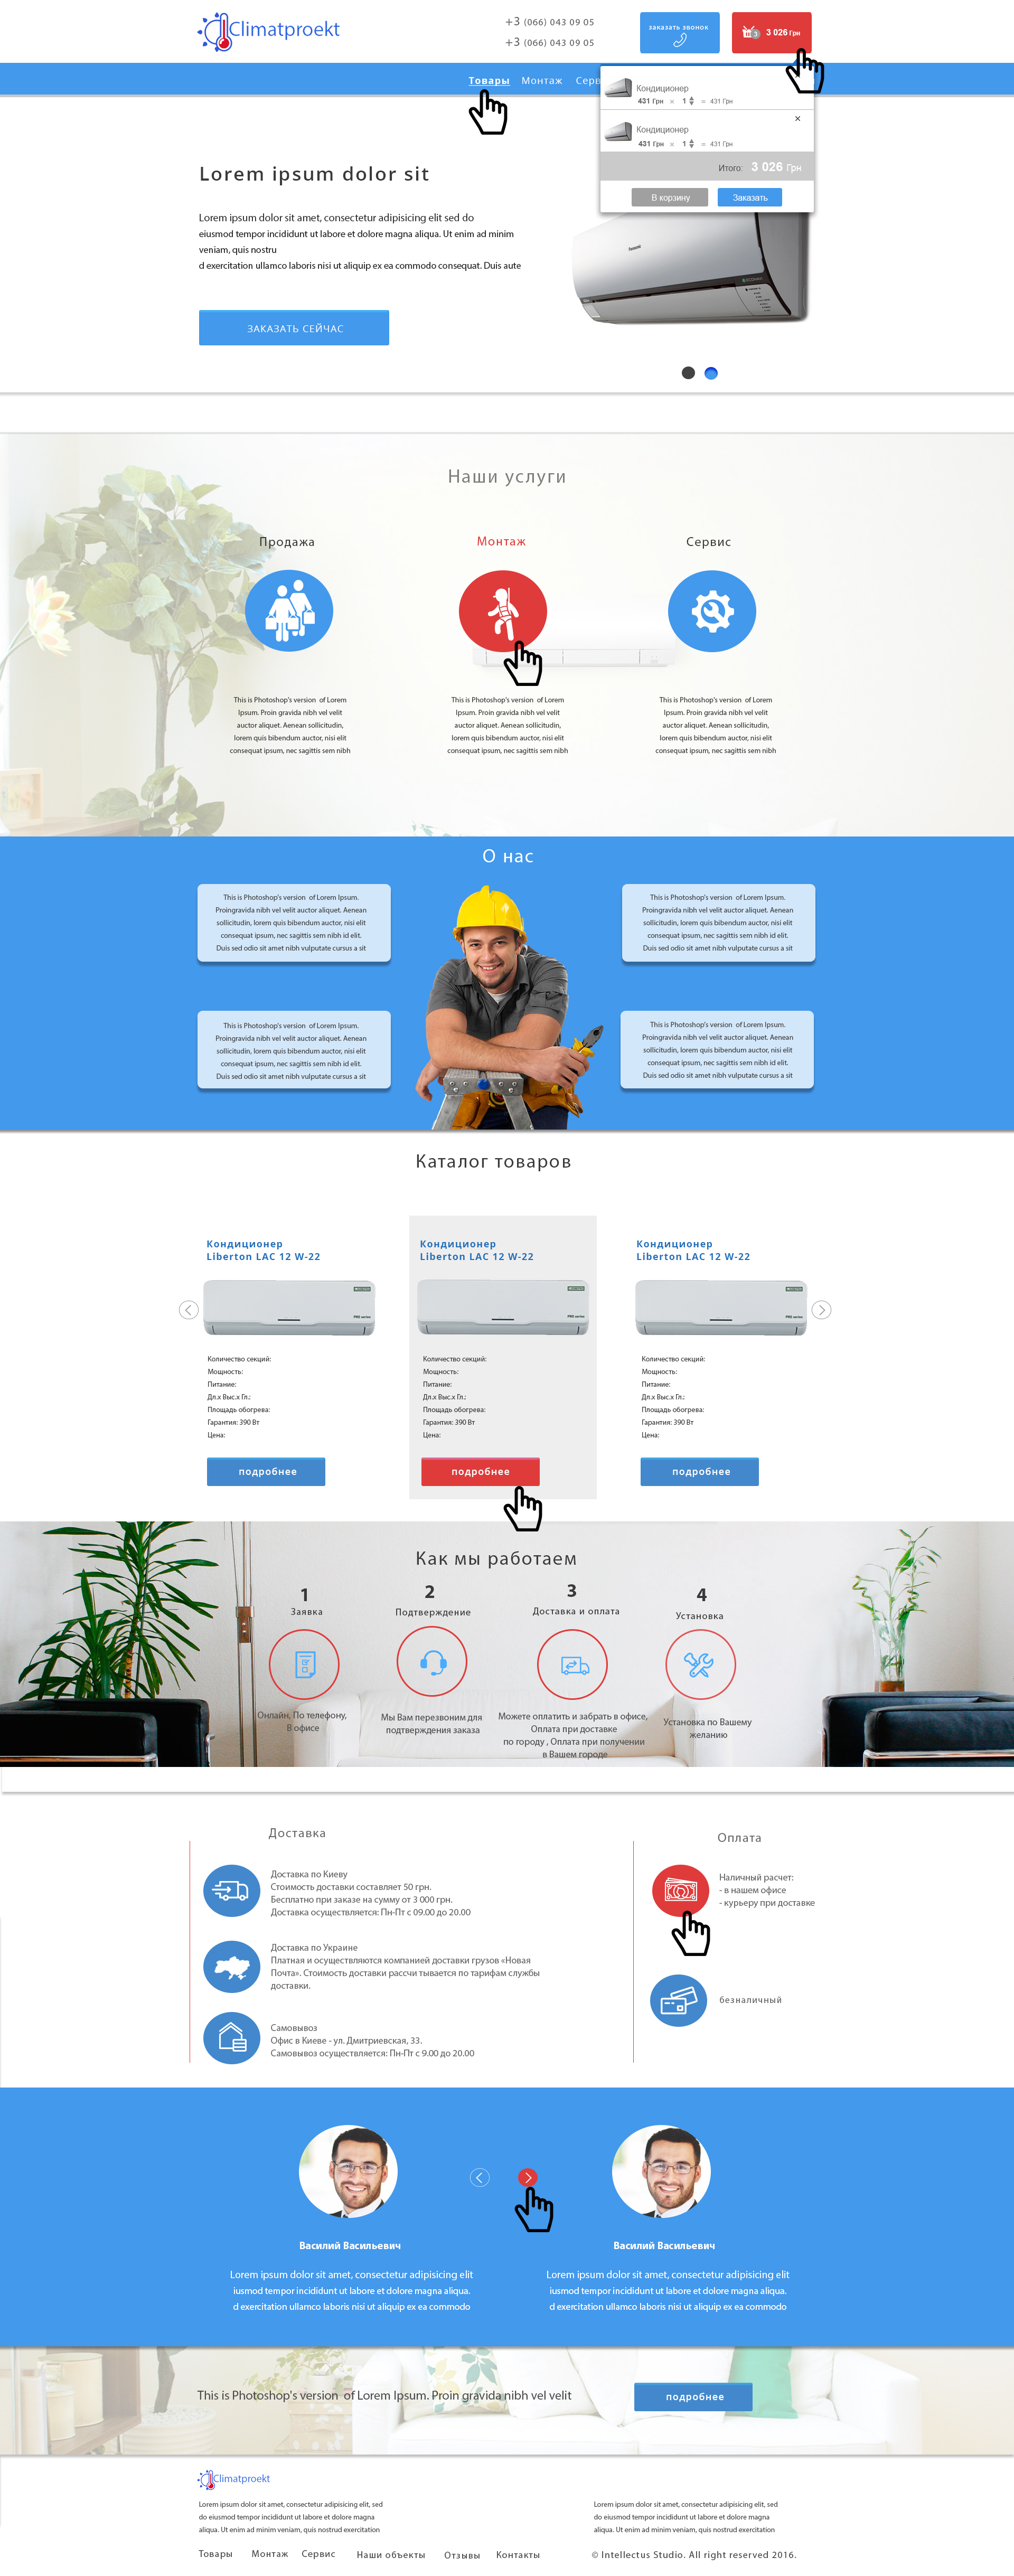 Climatproekt
+3 (066) 043 09 05
+3 (066) 043 09 05
заказать звонок
3
3 026 Грн
Товары Монтаж Серв
Кондиционер
431 Грн × 1 = 431 Грн
Кондиционер
431 Грн × 1 = 431 Грн
Итого: 3 026 Грн
В корзину Заказать
Lorem ipsum dolor sit
Lorem ipsum dolor sit amet, consectetur adipisicing elit sed do
eiusmod tempor incididunt ut labore et dolore magna aliqua. Ut enim ad minim
veniam, quis nostru
d exercitation ullamco laboris nisi ut aliquip ex ea commodo consequat. Duis aute
ЗАКАЗАТЬ СЕЙЧАС
Panasonic
Наши услуги
Продажа
Монтаж
Сервис
This is Photoshop's version of Lorem
Ipsum. Proin gravida nibh vel velit
auctor aliquet. Aenean sollicitudin,
lorem quis bibendum auctor, nisi elit
consequat ipsum, nec sagittis sem nibh
This is Photoshop's version of Lorem
Ipsum. Proin gravida nibh vel velit
auctor aliquet. Aenean sollicitudin,
lorem quis bibendum auctor, nisi elit
consequat ipsum, nec sagittis sem nibh
This is Photoshop's version of Lorem
Ipsum. Proin gravida nibh vel velit
auctor aliquet. Aenean sollicitudin,
lorem quis bibendum auctor, nisi elit
consequat ipsum, nec sagittis sem nibh
О нас
This is Photoshop's version of Lorem Ipsum.
Proingravida nibh vel velit auctor aliquet. Aenean
sollicitudin, lorem quis bibendum auctor, nisi elit
consequat ipsum, nec sagittis sem nibh id elit.
Duis sed odio sit amet nibh vulputate cursus a sit
This is Photoshop's version of Lorem Ipsum.
Proingravida nibh vel velit auctor aliquet. Aenean
sollicitudin, lorem quis bibendum auctor, nisi elit
consequat ipsum, nec sagittis sem nibh id elit.
Duis sed odio sit amet nibh vulputate cursus a sit
This is Photoshop's version of Lorem Ipsum.
Proingravida nibh vel velit auctor aliquet. Aenean
sollicitudin, lorem quis bibendum auctor, nisi elit
consequat ipsum, nec sagittis sem nibh id elit.
Duis sed odio sit amet nibh vulputate cursus a sit
This is Photoshop's version of Lorem Ipsum.
Proingravida nibh vel velit auctor aliquet. Aenean
sollicitudin, lorem quis bibendum auctor, nisi elit
consequat ipsum, nec sagittis sem nibh id elit.
Duis sed odio sit amet nibh vulputate cursus a sit
Каталог товаров
Кондиционер
Liberton LAC 12 W-22
PRO series
Количество секций:
Мощность:
Питание:
Дл.х Выс.х Гл.;
Площадь обогрева:
Гарантия: 390 Вт
Цена:
подробнее
Кондиционер
Liberton LAC 12 W-22
PRO series
Количество секций:
Мощность:
Питание:
Дл.х Выс.х Гл.;
Площадь обогрева:
Гарантия: 390 Вт
Цена:
подробнее
Кондиционер
Liberton LAC 12 W-22
PRO series
Количество секций:
Мощность:
Питание:
Дл.х Выс.х Гл.;
Площадь обогрева:
Гарантия: 390 Вт
Цена:
подробнее
Как мы работаем
1
Заявка
Онлайн, По телефону,
В офисе
2
Подтверждение
Мы Вам перезвоним для
подтверждения заказа
3
Доставка и оплата
Можете оплатить и забрать в офисе,
Оплата при доставке
по городу , Оплата при получении
в Вашем городе
4
Установка
Установка по Вашему
желанию
Доставка
Доставка по Киеву
Стоимость доставки составляет 50 грн.
Бесплатно при заказе на сумму от 3 000 грн.
Доставка осуществляется: Пн-Пт с 09.00 до 20.00
Доставка по Украине
Платная и осуществляются компанией доставки грузов «Новая
Почта». Стоимость доставки рассчи тывается по тарифам службы
доставки.
Самовывоз
Офис в Киеве - ул. Дмитриевская, 33.
Самовывоз осуществляется: Пн-Пт с 9.00 до 20.00
Оплата
Наличный расчет:
- в нашем офисе
- курьеру при доставке
безналичный
Василий Васильевич
Lorem ipsum dolor sit amet, consectetur adipisicing elit
iusmod tempor incididunt ut labore et dolore magna aliqua.
d exercitation ullamco laboris nisi ut aliquip ex ea commodo
Василий Васильевич
Lorem ipsum dolor sit amet, consectetur adipisicing elit
iusmod tempor incididunt ut labore et dolore magna aliqua.
d exercitation ullamco laboris nisi ut aliquip ex ea commodo
This is Photoshop's version of Lorem Ipsum. Proin gravida nibh vel velit
подробнее
Climatproekt
Lorem ipsum dolor sit amet, consectetur adipisicing elit, sed
do eiusmod tempor incididunt ut labore et dolore magna
aliqua. Ut enim ad minim veniam, quis nostrud exercitation
Lorem ipsum dolor sit amet, consectetur adipisicing elit, sed
do eiusmod tempor incididunt ut labore et dolore magna
aliqua. Ut enim ad minim veniam, quis nostrud exercitation
Товары Монтаж Сервис Наши объекты Отзывы Контакты
© Intellectus Studio. All right reserved 2016.